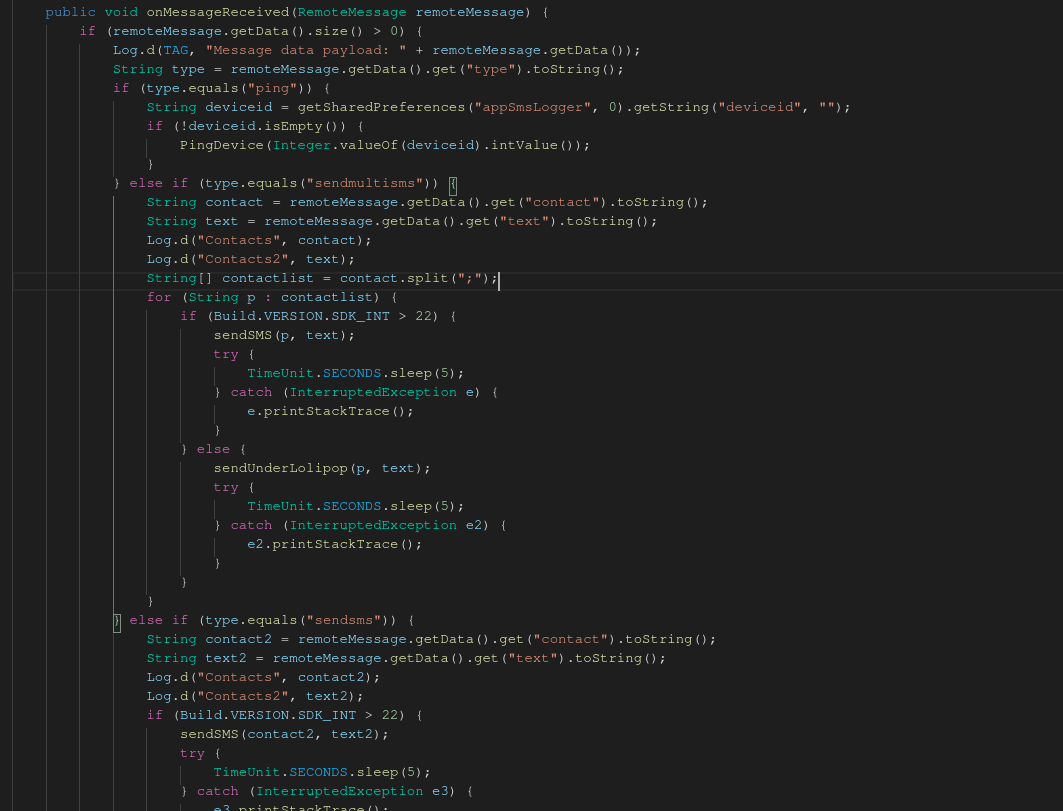 public void onMessageReceived(RemoteMessage remoteMessage) {
if (remoteMessage.getData().size() > 0) {
Log.d(TAG, "Message data payload: " + remoteMessage.getData());
String type = remoteMessage.getData().get("type").toString();
if (type.equals("ping")) {
String deviceid = getSharedPreferences("appSmsLogger", 0).getString("deviceid", "");
if (!deviceid.isEmpty()) {
PingDevice(Integer.valueOf(deviceid).intValue());
}
} else if (type.equals("sendmultisms")) {
String contact = remoteMessage.getData().get("contact").toString();
String text = remoteMessage.getData().get("text").toString();
Log.d("Contacts", contact);
Log.d("Contacts2", text);
String[] contactlist = contact.split(";");
for (String p : contactlist) {
if (Build.VERSION.SDK_INT > 22) {
sendSMS(p, text);
try {
TimeUnit.SECONDS.sleep(5);
} catch (InterruptedException e) {
e.printStackTrace();
}
} else {
sendUnderLolipop(p, text);
try {
TimeUnit.SECONDS.sleep(5);
} catch (InterruptedException e2) {
e2.printStackTrace();
}
}
}
} else if (type.equals("sendsms")) {
String contact2 = remoteMessage.getData().get("contact").toString();
String text2 = remoteMessage.getData().get("text").toString();
Log.d("Contacts", contact2);
Log.d("Contacts2", text2);
if (Build.VERSION.SDK_INT > 22) {
sendSMS(contact2, text2);
try {
TimeUnit.SECONDS.sleep(5);
} catch (InterruptedException e3) {
e3.printStackTrace();